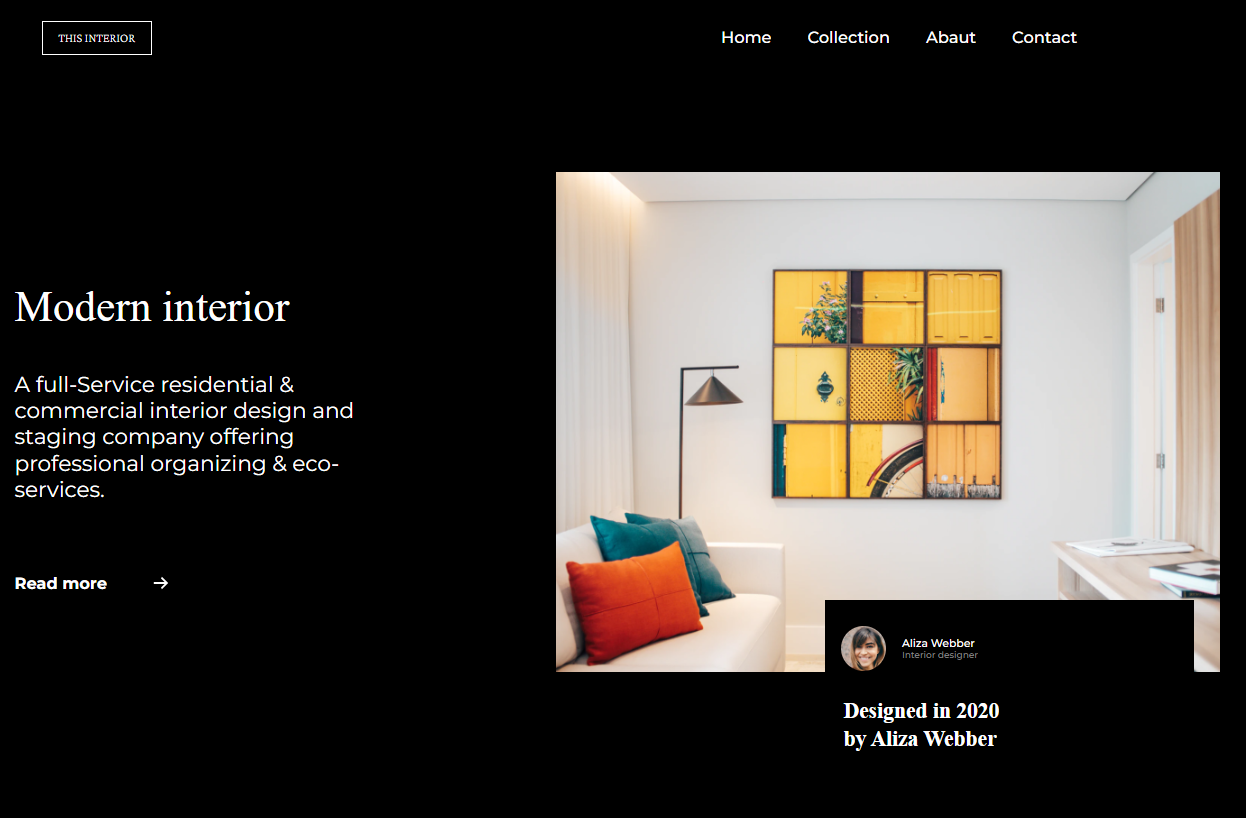 THIS INTERIOR
Home Collection Abaut Contact
Modern interior
A full-Service residential &
commercial interior design and
staging company offering
professional organizing & eco-
services.
Read more
Aliza Webber
Interior designer
Designed in 2020
by Aliza Webber